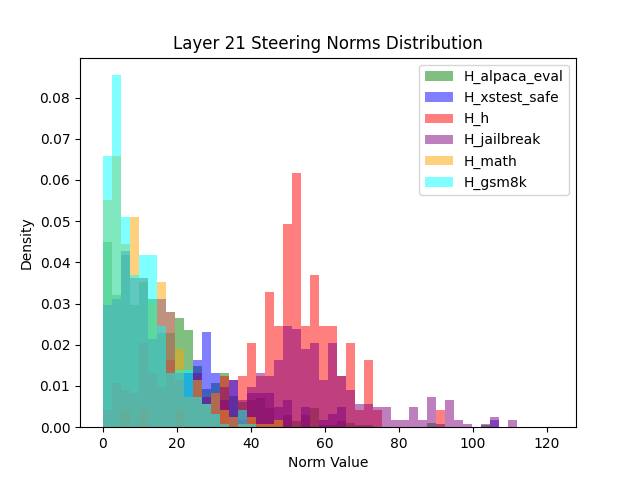 Layer 21 Steering Norms Distribution
H_alpaca_eval
H_xstest_safe
H_h
H_jailbreak
H_math
H_gsm8k
Density
0.08
0.07
0.06
0.05
0.04
0.03
0.02
0.01
0.00
0 20 40 60 80 100 120
Norm Value